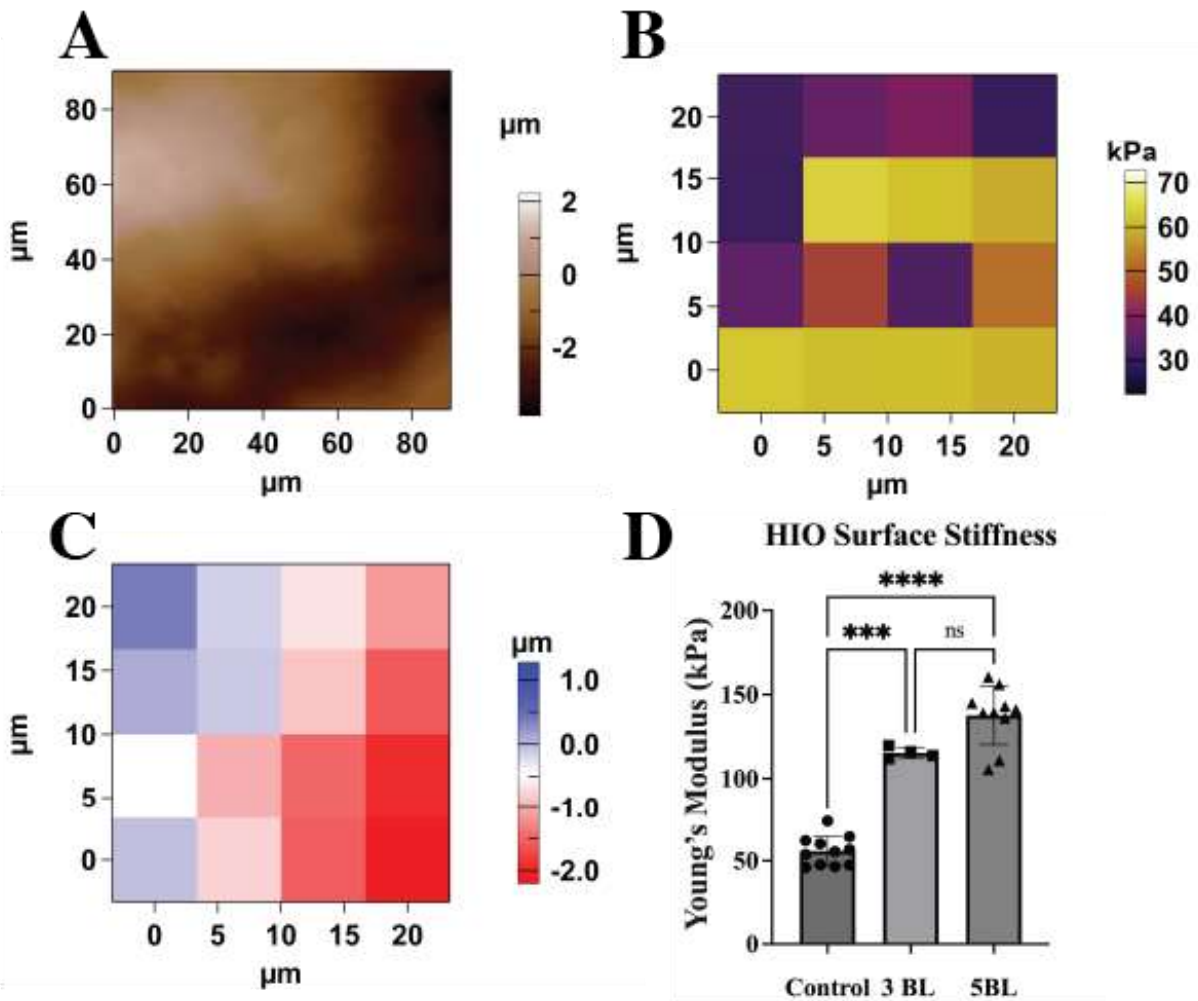 A
µm
80
60
40
20
0
0 20 40 60 80
µm
µm
2
0
-2
B
µm
20
15
10
5
0
0 5 10 15 20
µm
kPa
70
60
50
40
30
C
µm
20
15
10
5
0
0 5 10 15 20
µm
µm
1.0
0.0
-1.0
-2.0
D
HIO Surface Stiffness
Young's Modulus (kPa)
200
150
100
50
0
****
***
ns
Control 3 BL 5BL